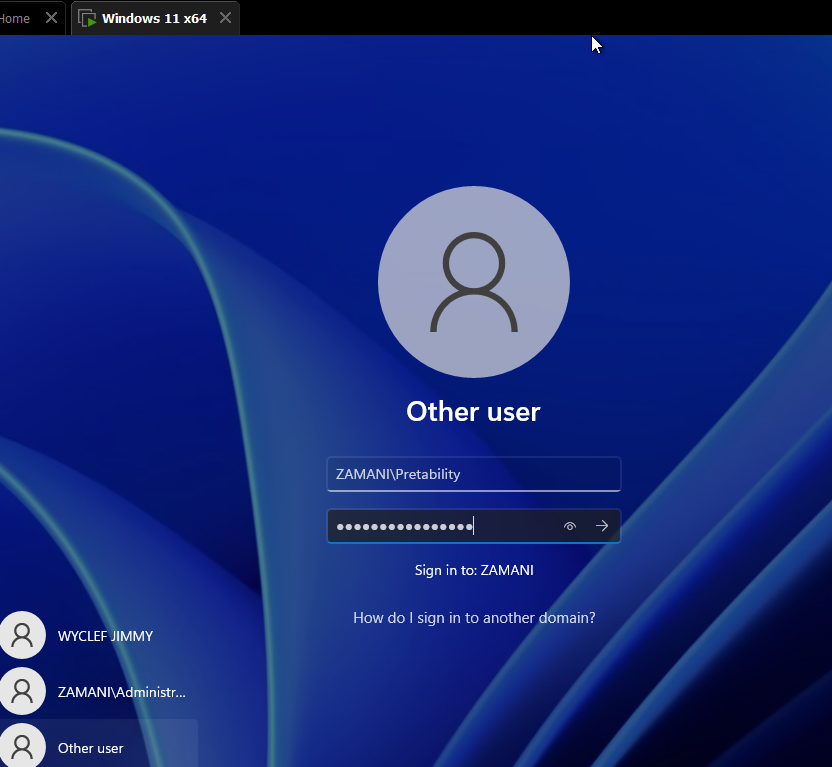 Home
Windows 11 x64
Other user
ZAMANI\Pretability
Sign in to: ZAMANI
How do I sign in to another domain?
WYCLEF JIMMY
ZAMANI\Administr...
Other user